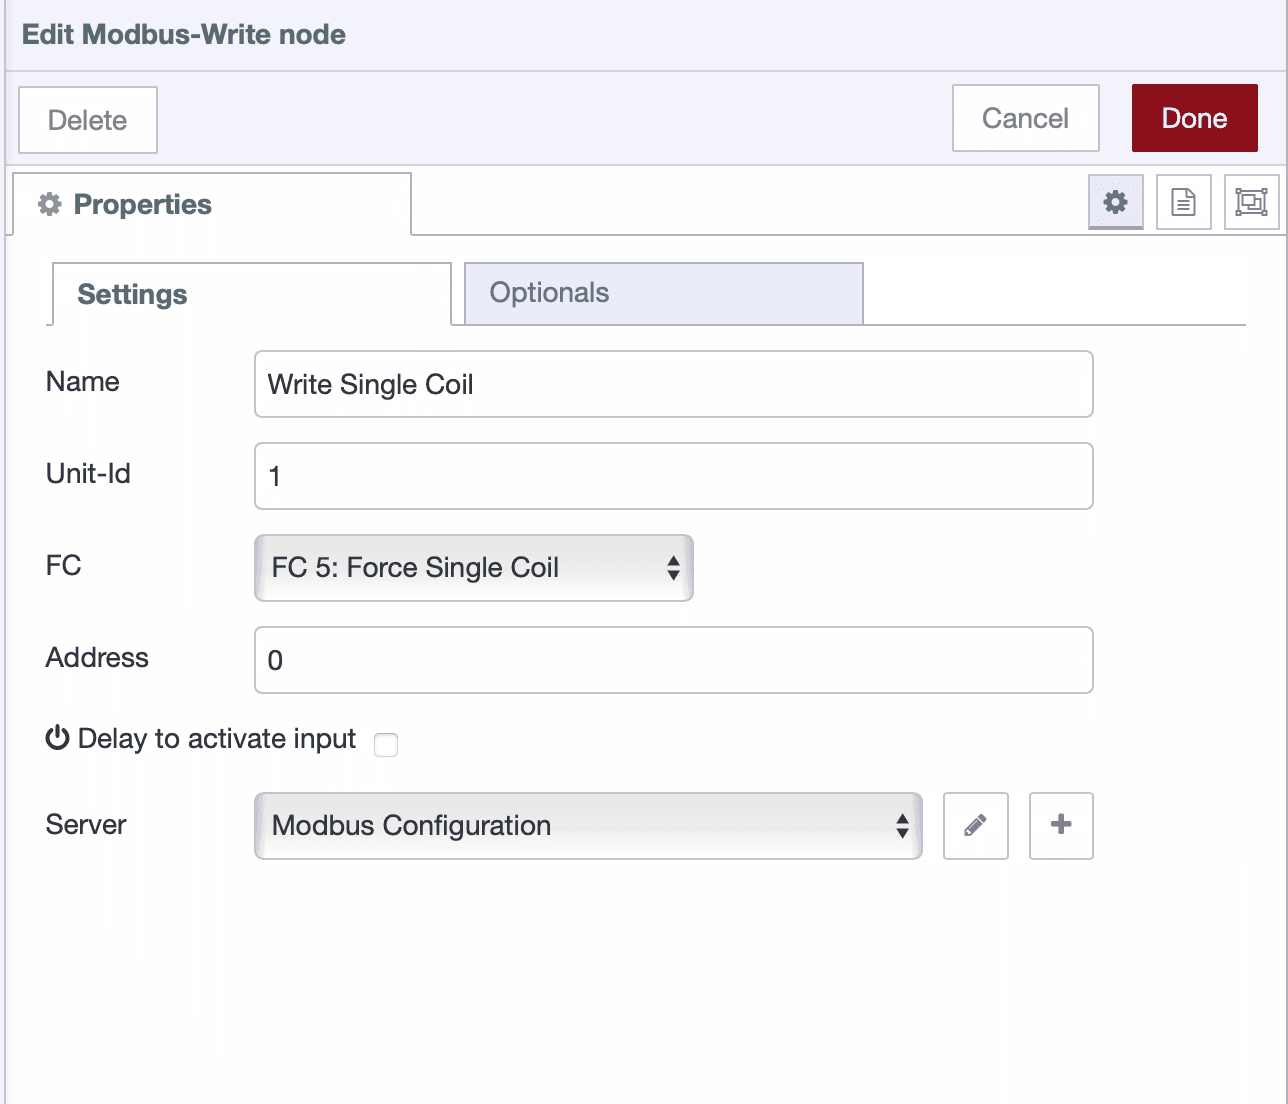 Edit Modbus-Write node
Delete
Cancel
Done
Properties
Settings
Optionals
Name
Write Single Coil
Unit-Id
1
FC
FC 5: Force Single Coil
Address
0
Delay to activate input
Server
Modbus Configuration